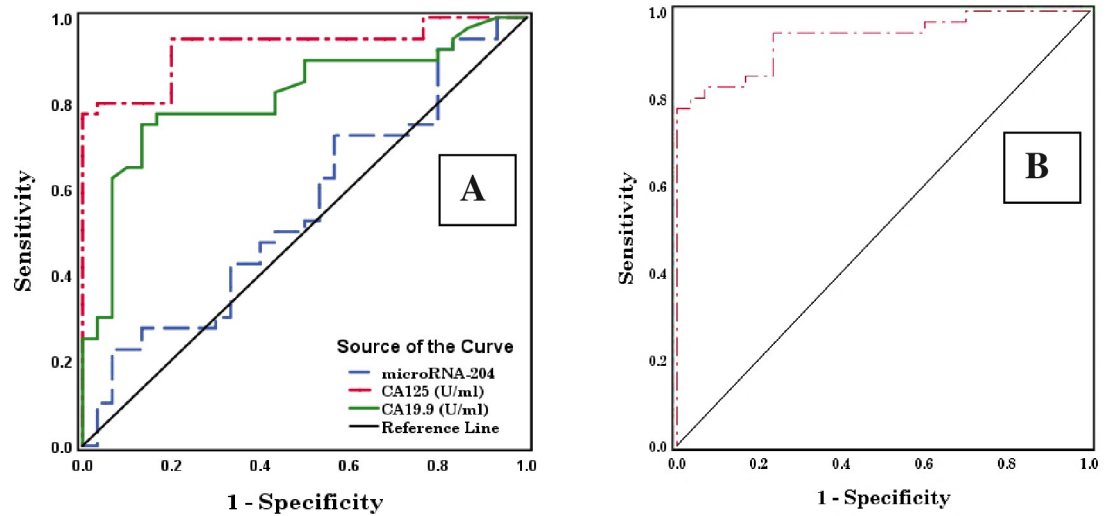 1.0
0.8
0.6
0.4
0.2
0.0
Sensitivity
A
Source of the Curve
microRNA-204
CA125 (U/ml)
CA19.9 (U/ml)
Reference Line
0.0 0.2 0.4 0.6 0.8 1.0
1 - Specificity
1.0
0.8
0.6
0.4
0.2
0.0
Sensitivity
B
0.0 0.2 0.4 0.6 0.8 1.0
1 - Specificity